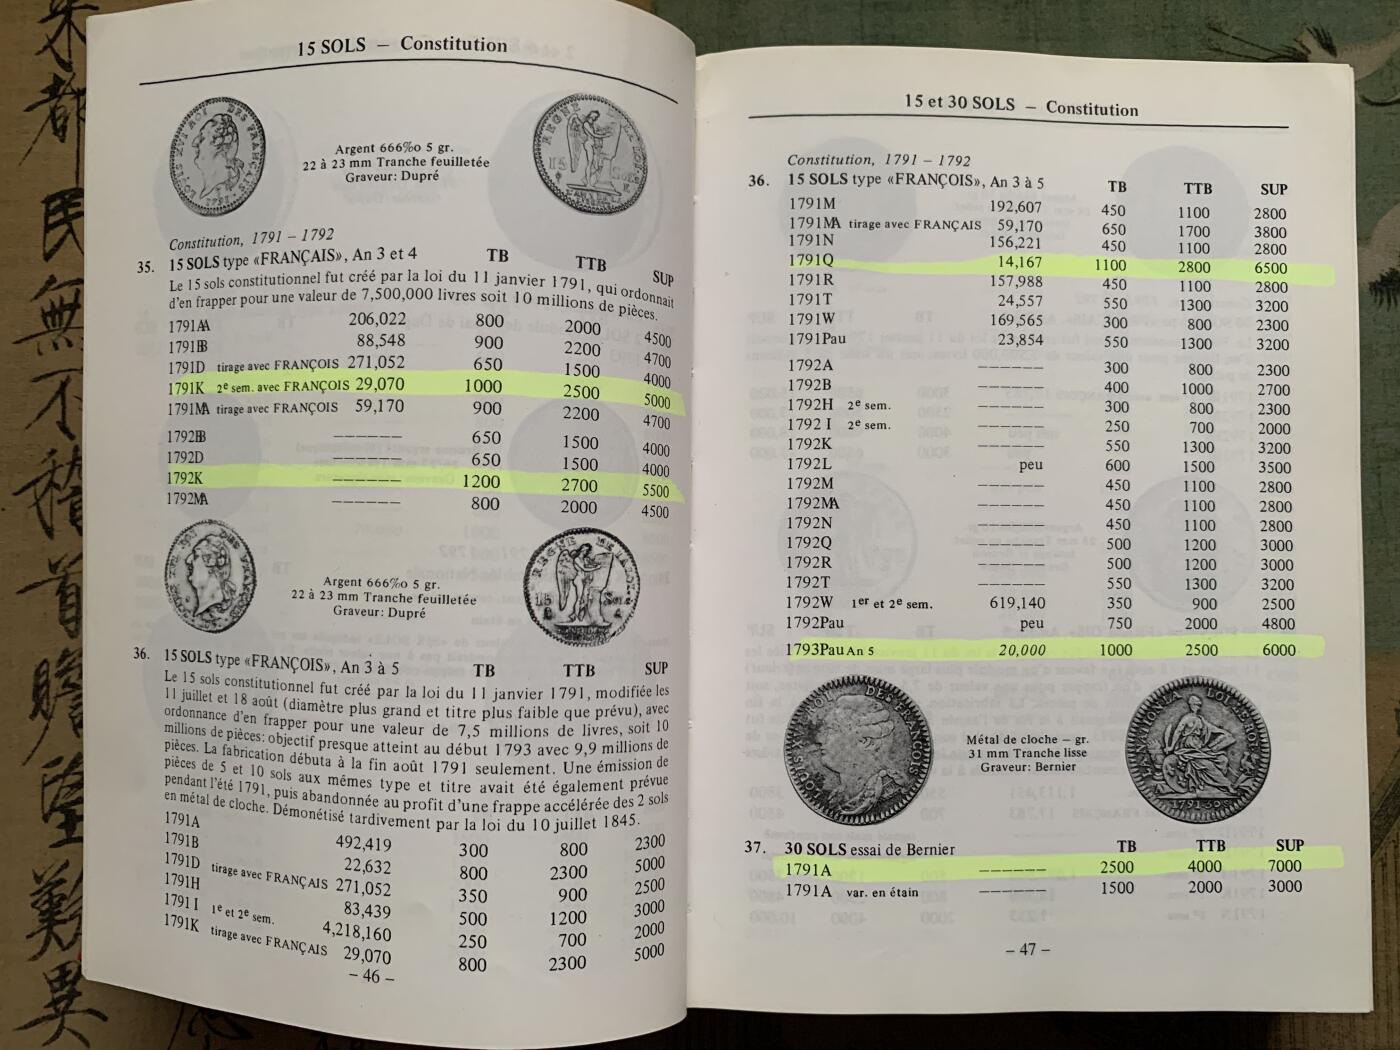 15 SOLS – Constitution
Argent 666‰ 5 gr.
22 à 23 mm Tranche feuilletée
Graveur: Dupré
Constitution, 1791 – 1792
35. 15 SOLS type «FRANÇAIS», An 3 et 4 TB TTB SUP
Le 15 sols constitutionnel fut créé par la loi du 11 janvier 1791, qui ordonnait
d'en frapper pour une valeur de 7,500,000 livres soit 10 millions de pièces.
1791AA 206,022 800 2000 4500
1791BB 88,548 900 2200 4700
1791D tirage avec FRANÇOIS 271,052 650 1500 4000
1791K 2e sem. avec FRANÇOIS 29,070 1000 2500 5000
1791MA tirage avec FRANÇOIS 59,170 900 2200 4700
1792BB —————— 650 1500 4000
1792D —————— 650 1500 4000
1792K —————— 1200 2700 5500
1792MA —————— 800 2000 4500
Argent 666‰ 5 gr.
22 à 23 mm Tranche feuilletée
Graveur: Dupré
36. 15 SOLS type «FRANÇOIS», An 3 à 5 TB TTB SUP
Le 15 sols constitutionnel fut créé par la loi du 11 janvier 1791, modifiée les
11 juillet et 18 août (diamètre plus grand et titre plus faible que prévu), avec
ordonnance d'en frapper pour une valeur de 7,5 millions de livres, soit 10
millions de pièces: objectif presque atteint au début 1793 avec 9,9 millions de
pièces. La fabrication débuta à la fin août 1791 seulement. Une émission de
pièces de 5 et 10 sols aux mêmes type et titre avait été également prévue
pendant l'été 1791, puis abandonnée au profit d'une frappe accélérée des 2 sols
en métal de cloche. Démonétisé tardivement par la loi du 10 juillet 1845.
1791A 492,419 300 800 2300
1791B 22,632 800 2300 5000
1791D tirage avec FRANÇOIS 271,052 350 900 2500
1791H 83,439 500 1200 3000
1791 I 1e et 2e sem. 4,218,160 250 700 2000
1791K tirage avec FRANÇAIS 29,070 800 2300 5000
– 46 –
15 et 30 SOLS – Constitution
Constitution, 1791 – 1792
36. 15 SOLS type «FRANÇOIS», An 3 à 5 TB TTB SUP
1791M 192,607 450 1100 2800
1791MA tirage avec FRANÇAIS 59,170 650 1700 3800
1791N 156,221 450 1100 2800
1791Q 14,167 1100 2800 6500
1791R 157,988 450 1100 2800
1791T 24,557 550 1300 3200
1791W 169,565 300 800 2300
1791Pau 23,854 550 1300 3200
1792A —————— 300 800 2300
1792B —————— 400 1000 2700
1792H 2e sem. —————— 300 800 2300
1792 I 2e sem. —————— 250 700 2000
1792K —————— 550 1300 3200
1792L peu 600 1500 3500
1792M —————— 450 1100 2800
1792MA —————— 450 1100 2800
1792N —————— 450 1100 2800
1792Q —————— 500 1200 3000
1792R —————— 500 1200 3000
1792T —————— 550 1300 3200
1792W 1er et 2e sem. 619,140 350 900 2500
1792Pau peu 750 2000 4800
1793Pau An 5 20,000 1000 2500 6000
Métal de cloche – gr.
31 mm Tranche lisse
Graveur: Bernier
37. 30 SOLS essai de Bernier TB TTB SUP
1791A —————— 2500 4000 7000
1791A var. en étain —————— 1500 2000 3000
– 47 –